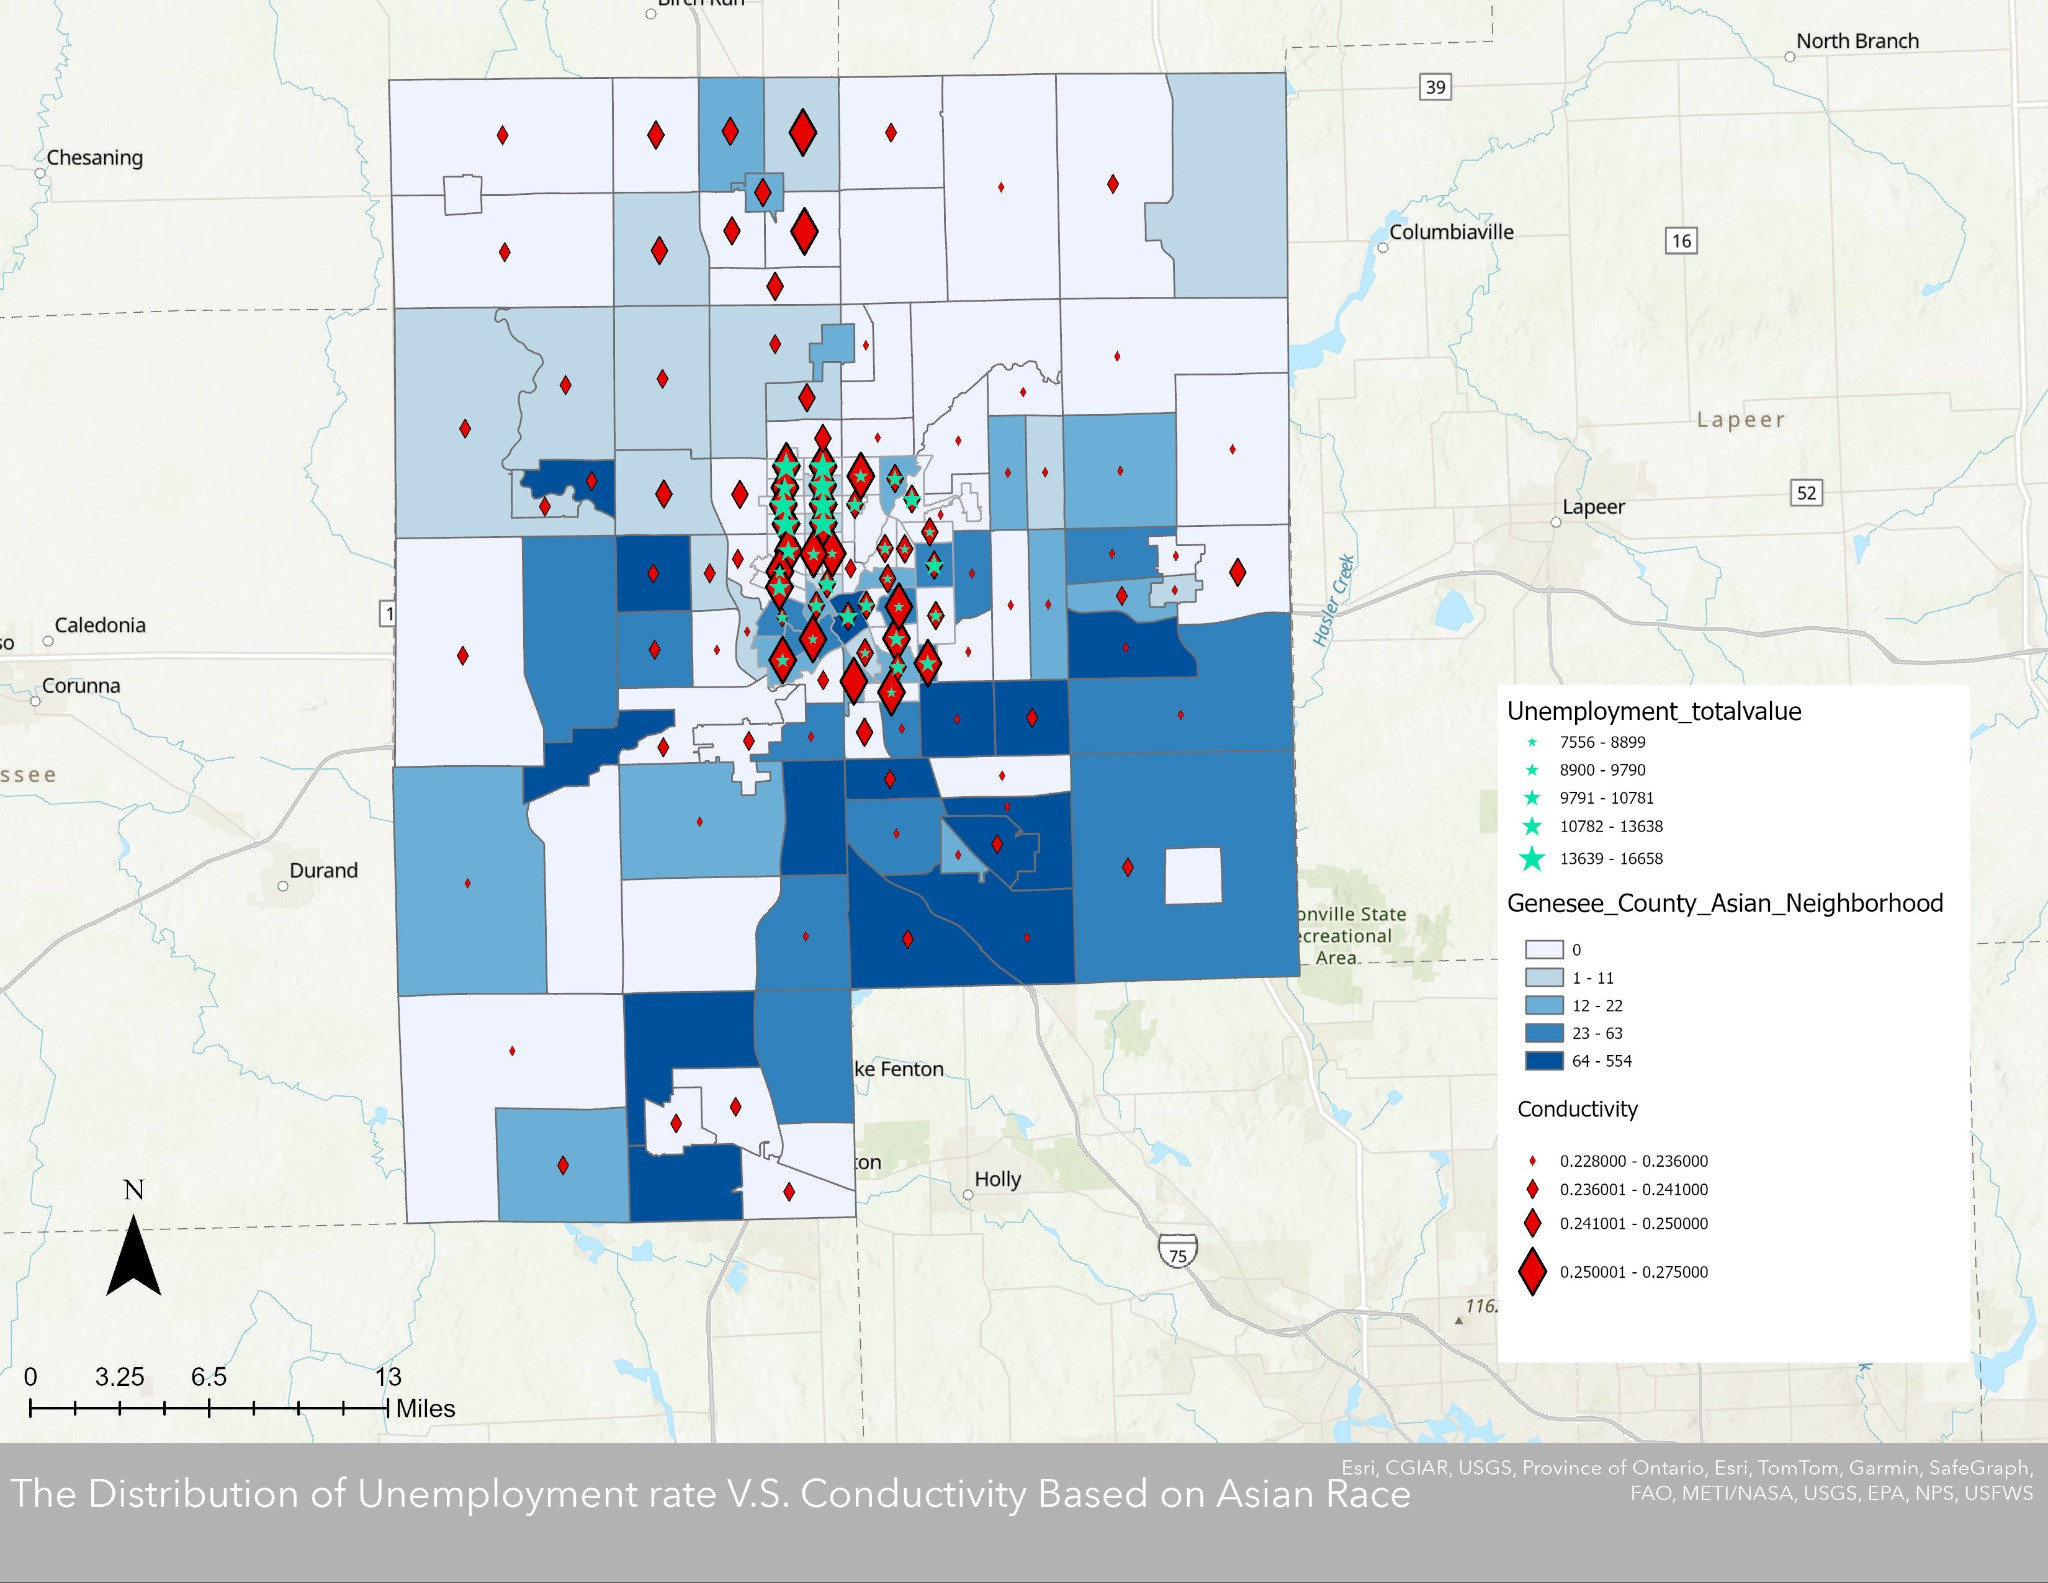 Birch Run
North Branch
39
Chesaning
Columbiaville
16
Lapeer
52
Lapeer
Hasler Creek
1
Caledonia
so
Corunna
Unemployment_totalvalue
7556 - 8899
8900 - 9790
9791 - 10781
10782 - 13638
13639 - 16658
ssee
Durand
Genesee_County_Asian_Neighborhood
0
1 - 11
12 - 22
23 - 63
64 - 554
onville State
ecreational
Area
ke Fenton
Conductivity
0.228000 - 0.236000
0.236001 - 0.241000
0.241001 - 0.250000
0.250001 - 0.275000
ton
Holly
N
75
1162
0 3.25 6.5 13
Miles
k
The Distribution of Unemployment rate V.S. Conductivity Based on Asian Race
Esri, CGIAR, USGS, Province of Ontario, Esri, TomTom, Garmin, SafeGraph,
FAO, METI/NASA, USGS, EPA, NPS, USFWS